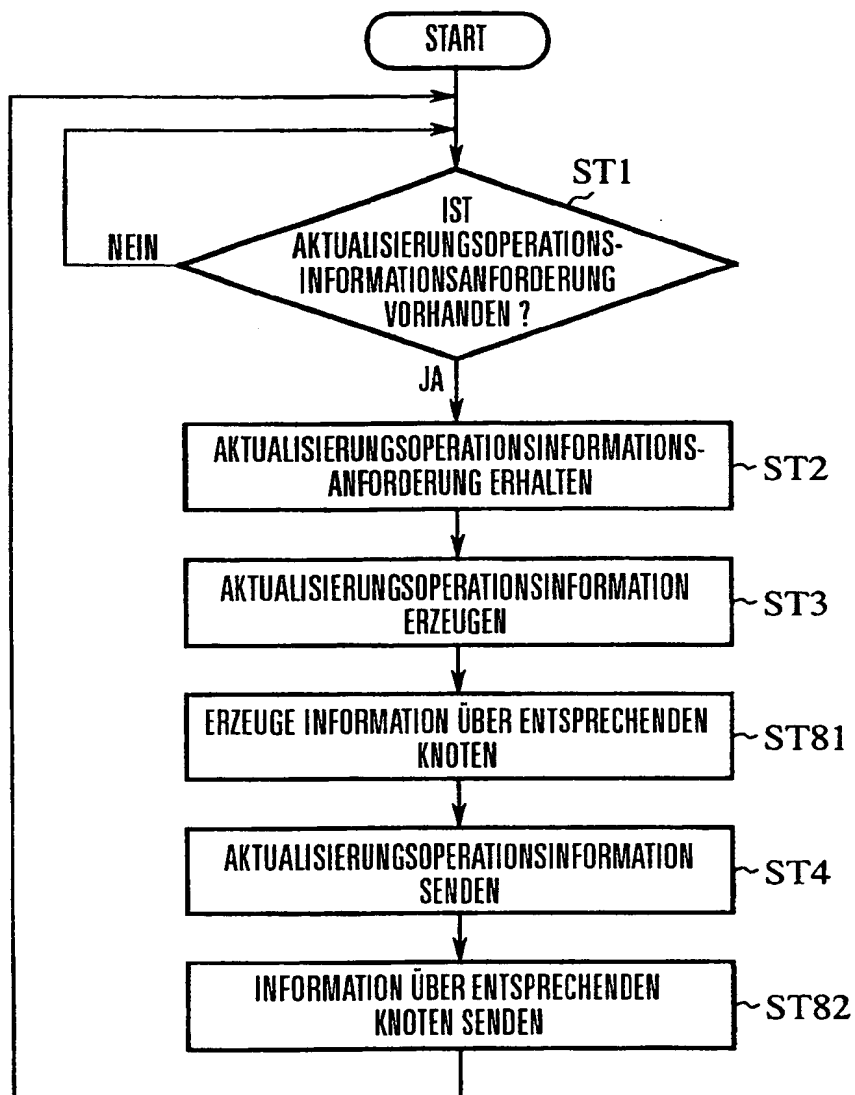 START
ST1
IST
AKTUALISIERUNGSOPERATIONS-
INFORMATIONSANFORDERUNG
VORHANDEN ?
NEIN
JA
AKTUALISIERUNGSOPERATIONSINFORMATIONS-
ANFORDERUNG ERHALTEN
ST2
AKTUALISIERUNGSOPERATIONSINFORMATION
ERZEUGEN
ST3
ERZEUGE INFORMATION ÜBER ENTSPRECHENDEN
KNOTEN
ST81
AKTUALISIERUNGSOPERATIONSINFORMATION
SENDEN
ST4
INFORMATION ÜBER ENTSPRECHENDEN
KNOTEN SENDEN
ST82